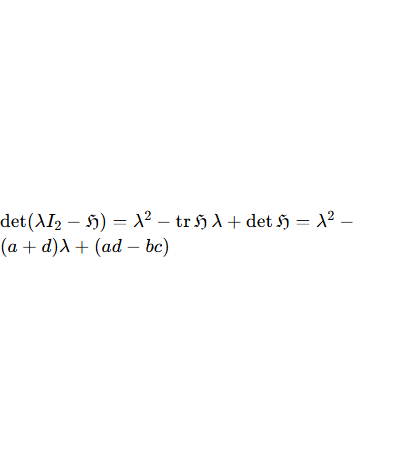 det(λI₂ − ℌ) = λ² − tr ℌ λ + det ℌ = λ² −
(a + d)λ + (ad − bc)